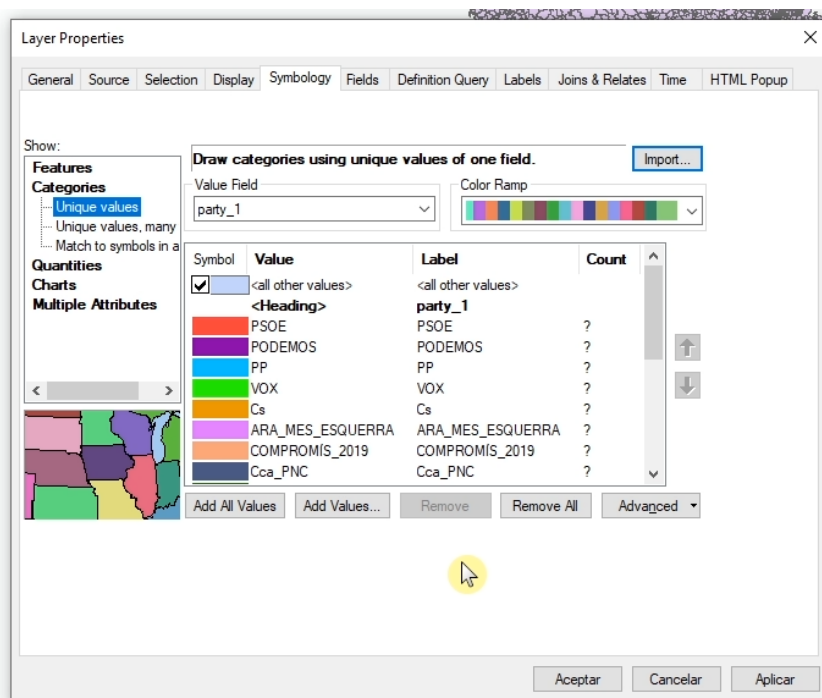 Layer Properties
General Source Selection Display Symbology Fields Definition Query Labels Joins & Relates Time HTML Popup
Show:
Features
Categories
Unique values
Unique values, many
Match to symbols in a
Quantities
Charts
Multiple Attributes
Draw categories using unique values of one field.
Import...
Value Field
party_1
Color Ramp
Symbol Value Label Count
<all other values> <all other values>
<Heading> party_1
PSOE PSOE ?
PODEMOS PODEMOS ?
PP PP ?
VOX VOX ?
Cs Cs ?
ARA_MES_ESQUERRA ARA_MES_ESQUERRA ?
COMPROMÍS_2019 COMPROMÍS_2019 ?
Cca_PNC Cca_PNC ?
Add All Values Add Values... Remove Remove All Advanced
Aceptar Cancelar Aplicar